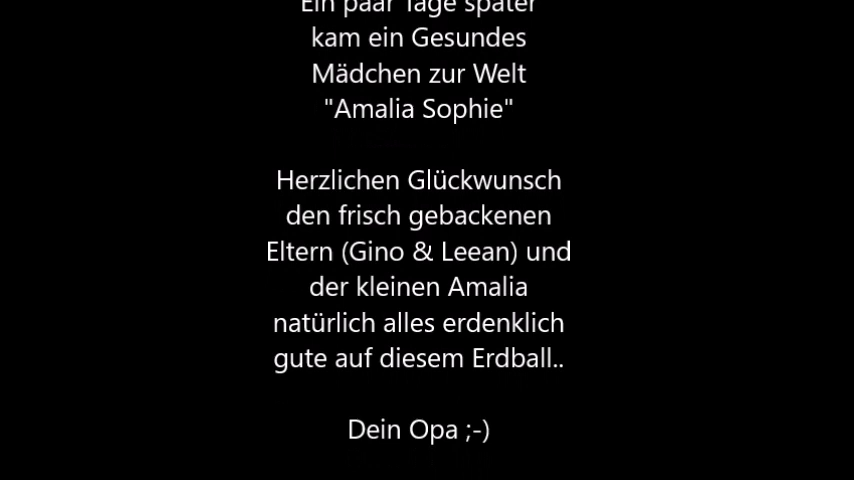 Ein paar Tage später
kam ein Gesundes
Mädchen zur Welt
"Amalia Sophie"
Herzlichen Glückwunsch
den frisch gebackenen
Eltern (Gino & Leean) und
der kleinen Amalia
natürlich alles erdenklich
gute auf diesem Erdball..
Dein Opa ;-)